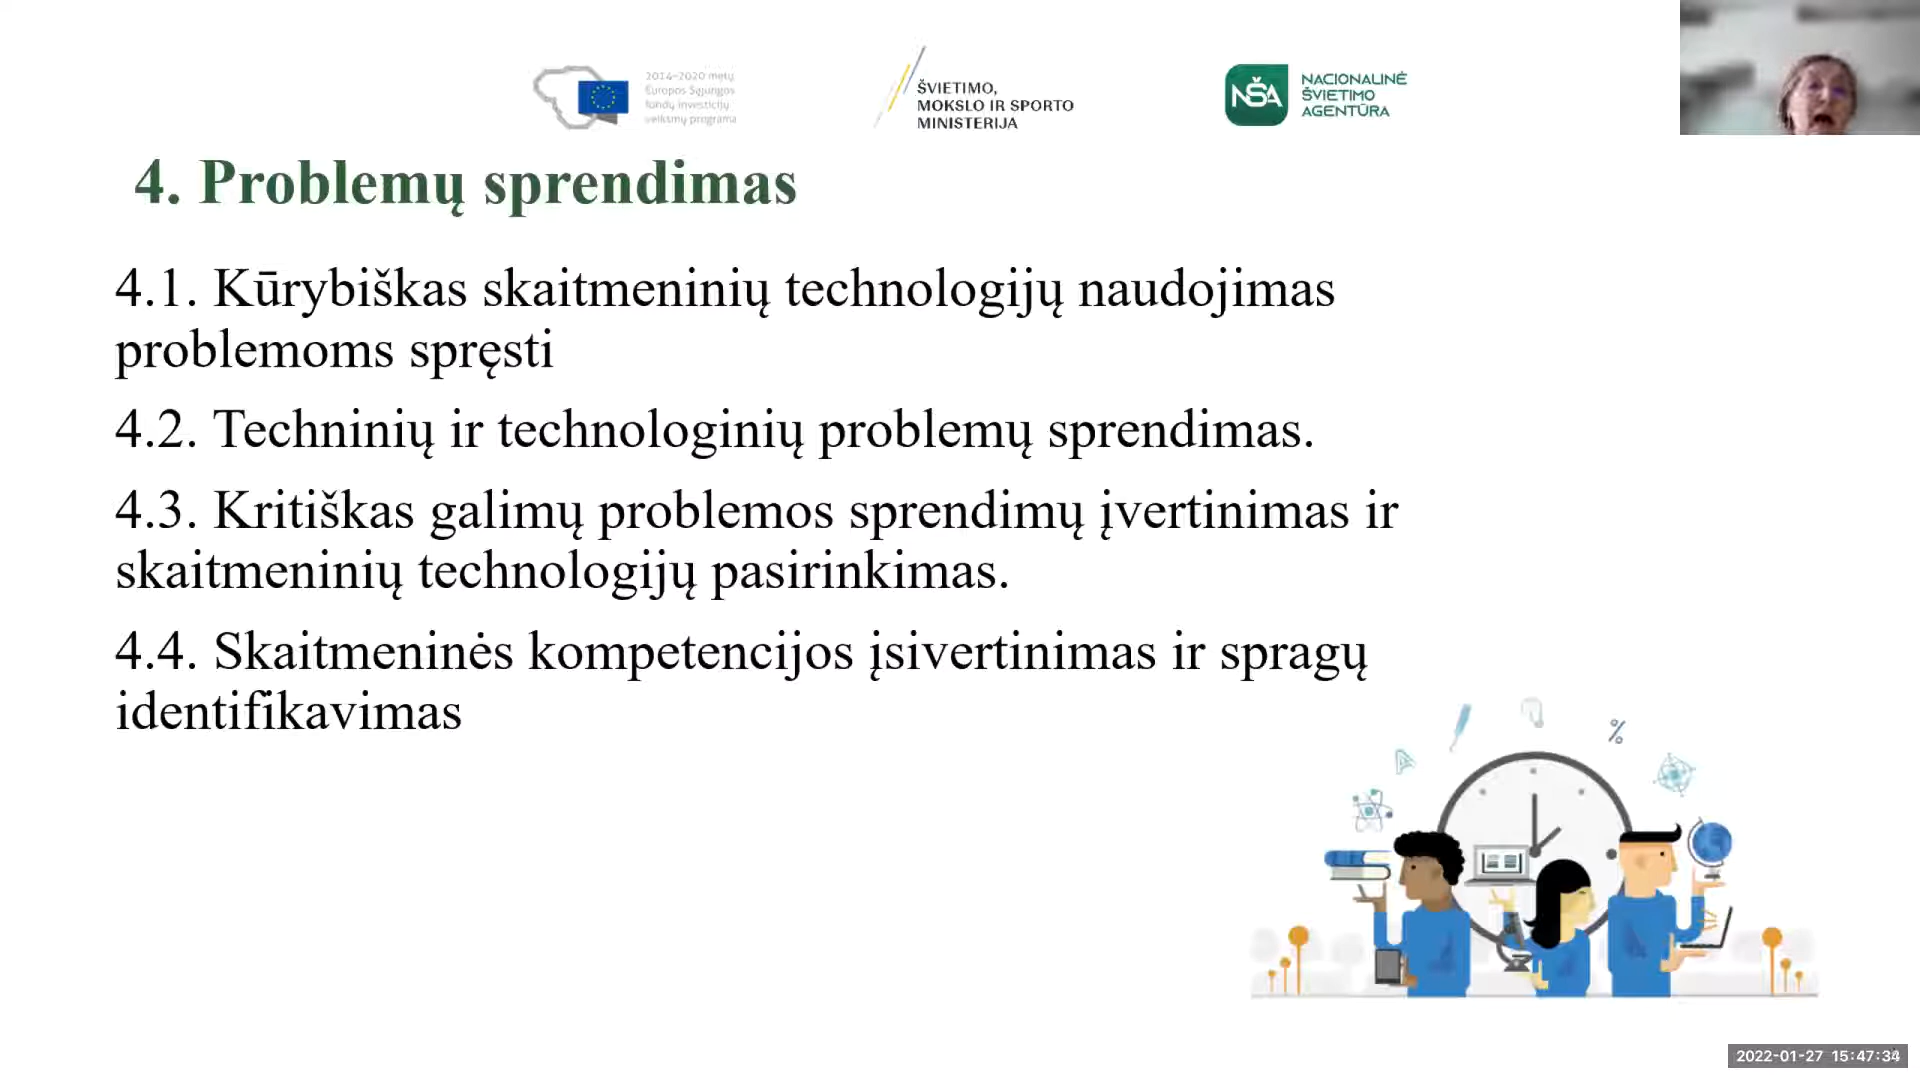 2014-2020 metų
Europos Sąjungos
fondų investicijų
veiksmų programa
ŠVIETIMO,
MOKSLO IR SPORTO
MINISTERIJA
NŠA
NACIONALINĖ
ŠVIETIMO
AGENTŪRA
4. Problemų sprendimas
4.1. Kūrybiškas skaitmeninių technologijų naudojimas
problemoms spręsti
4.2. Techninių ir technologinių problemų sprendimas.
4.3. Kritiškas galimų problemos sprendimų įvertinimas ir
skaitmeninių technologijų pasirinkimas.
4.4. Skaitmeninės kompetencijos įsivertinimas ir spragų
identifikavimas
A
%
2022-01-27 15:47:34